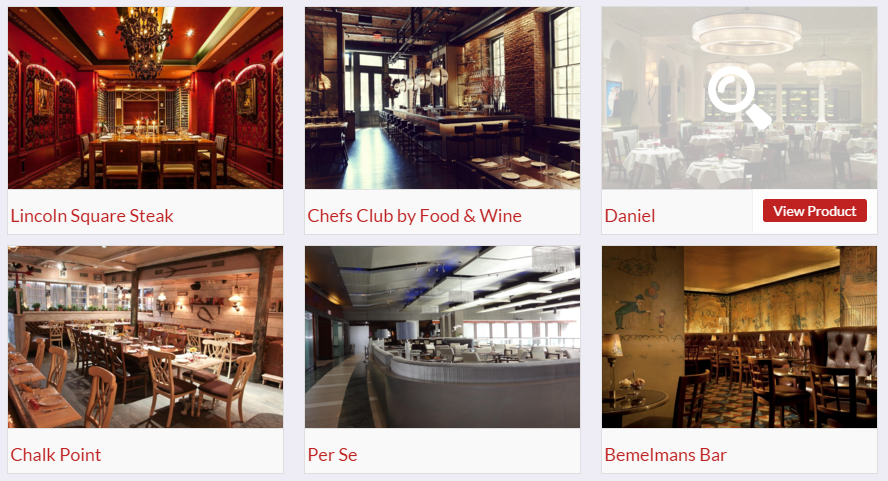 Lincoln Square Steak
Chefs Club by Food & Wine
Daniel
View Product
Chalk Point
Per Se
Bemelmans Bar